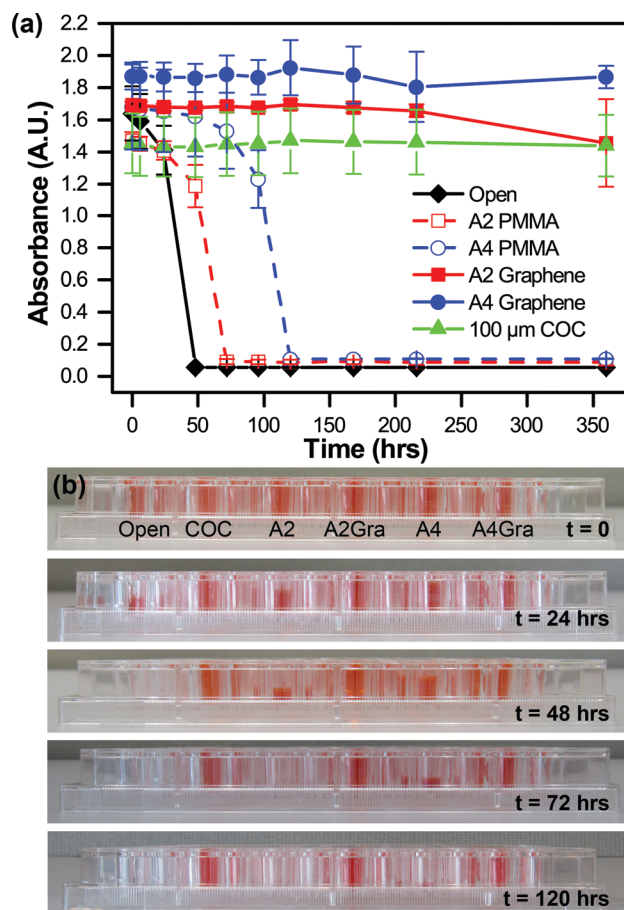 (a)
Absorbance (A.U.)
2.2
2.0
1.8
1.6
1.4
1.2
1.0
0.8
0.6
0.4
0.2
0.0
Open
A2 PMMA
A4 PMMA
A2 Graphene
A4 Graphene
100 µm COC
0 50 100 150 200 250 300 350
Time (hrs)
(b)
Open COC A2 A2Gra A4 A4Gra t = 0
t = 24 hrs
t = 48 hrs
t = 72 hrs
t = 120 hrs